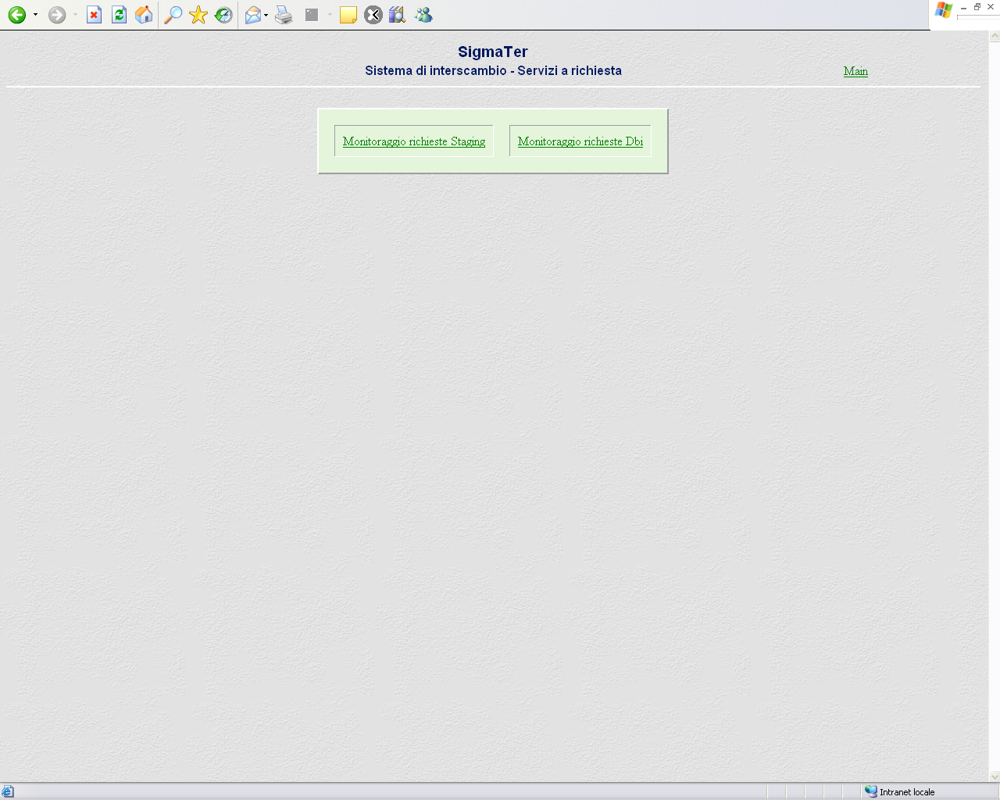 SigmaTer
Sistema di interscambio - Servizi a richiesta
Main
Monitoraggio richieste Staging
Monitoraggio richieste Dbi
Intranet locale